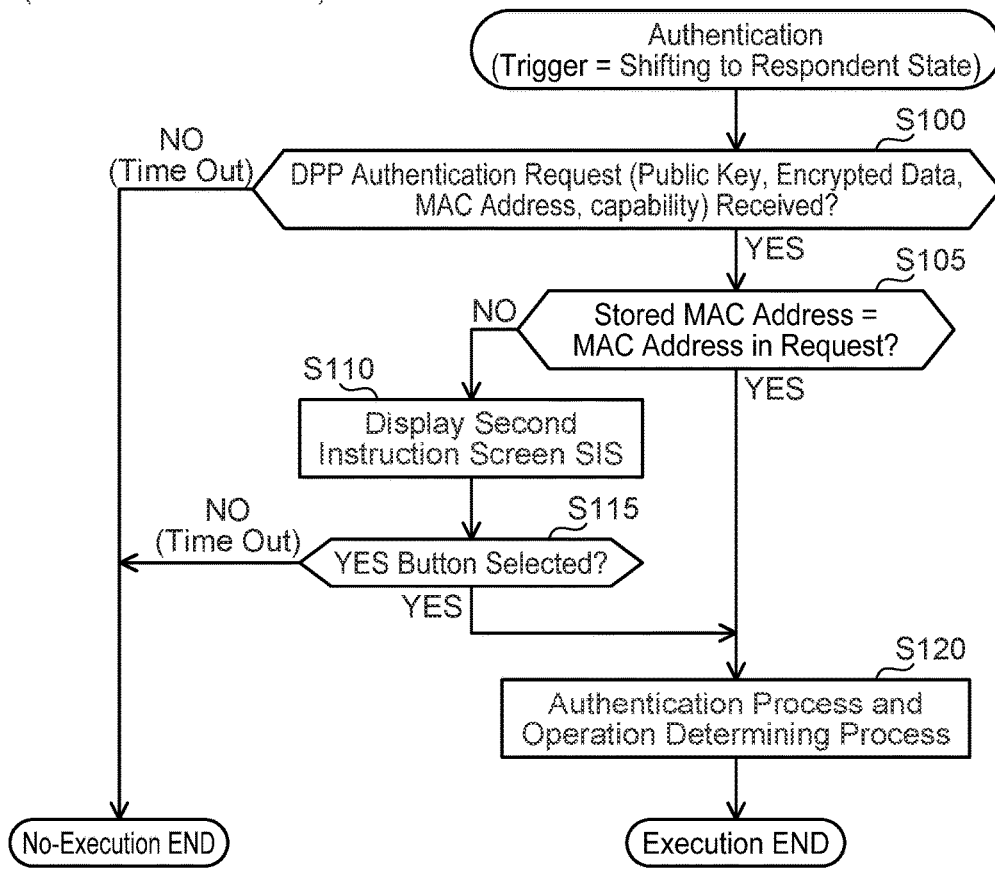 Authentication
(Trigger = Shifting to Respondent State)
S100
NO
(Time Out)
DPP Authentication Request (Public Key, Encrypted Data,
MAC Address, capability) Received?
YES
S105
NO
Stored MAC Address =
MAC Address in Request?
YES
S110
Display Second
Instruction Screen SIS
NO
(Time Out)
S115
YES Button Selected?
YES
S120
Authentication Process and
Operation Determining Process
No-Execution END
Execution END